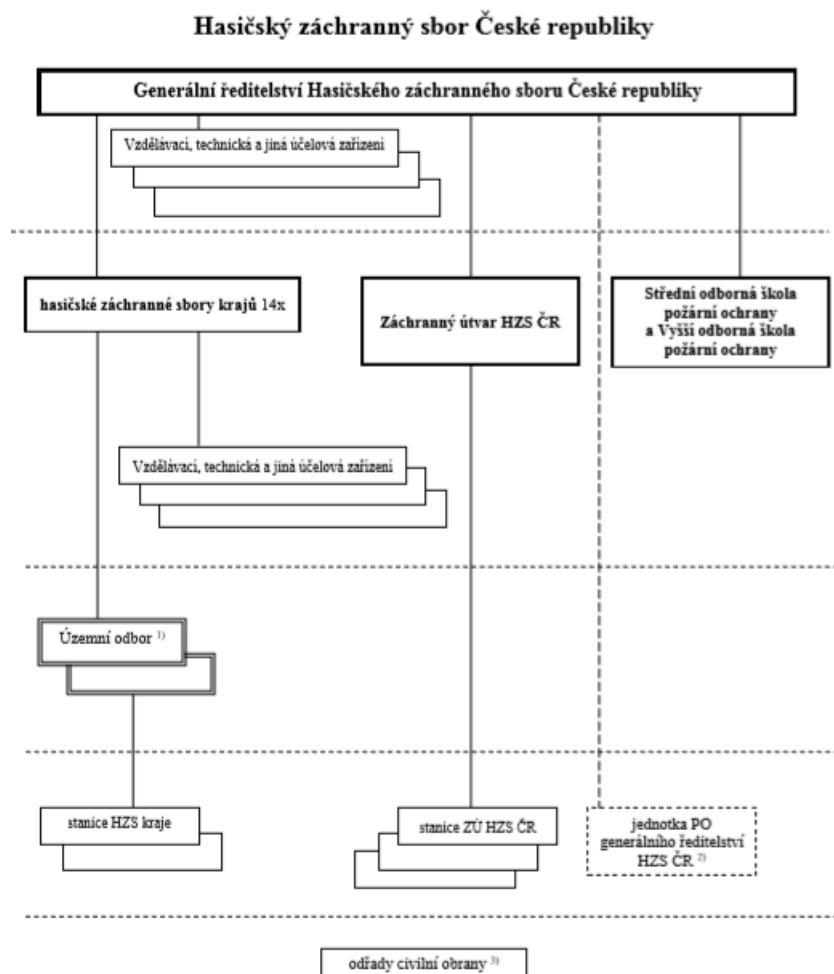 Hasičský záchranný sbor České republiky
Generální ředitelství Hasičského záchranného sboru České republiky
Vzdělávací, technická a jiná účelová zařízení
hasičské záchranné sbory krajů 14x
Záchranný útvar HZS ČR
Střední odborná škola
požární ochrany
a Vyšší odborná škola
požární ochrany
Vzdělávací, technická a jiná účelová zařízení
Územní odbor 1)
stanice HZS kraje
stanice ZÚ HZS ČR
jednotka PO
generálního ředitelství
HZS ČR 2)
odřady civilní obrany 3)